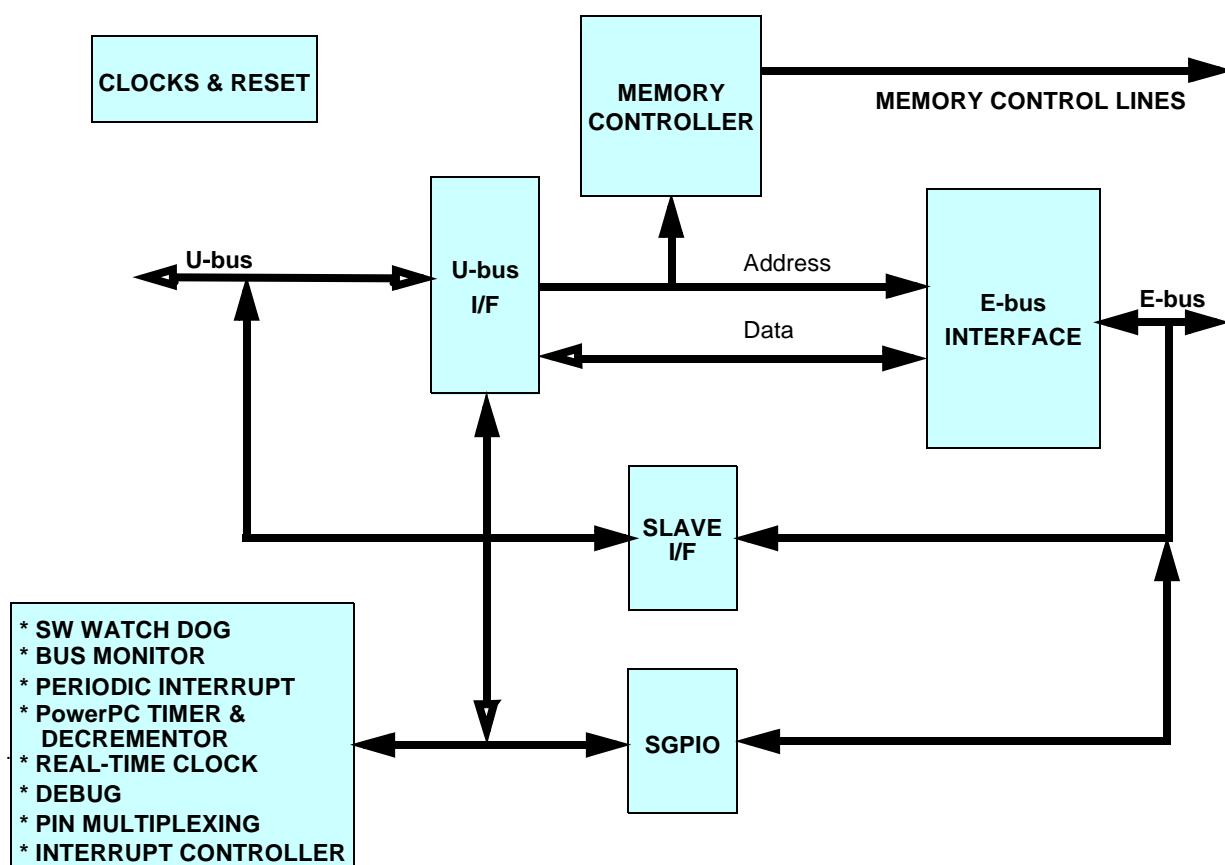 CLOCKS & RESET
MEMORY
CONTROLLER
MEMORY CONTROL LINES
U-bus
U-bus
I/F
Address
Data
E-bus
INTERFACE
E-bus
SLAVE
I/F
* SW WATCH DOG
* BUS MONITOR
* PERIODIC INTERRUPT
* PowerPC TIMER &
DECREMENTOR
* REAL-TIME CLOCK
* DEBUG
* PIN MULTIPLEXING
* INTERRUPT CONTROLLER
SGPIO